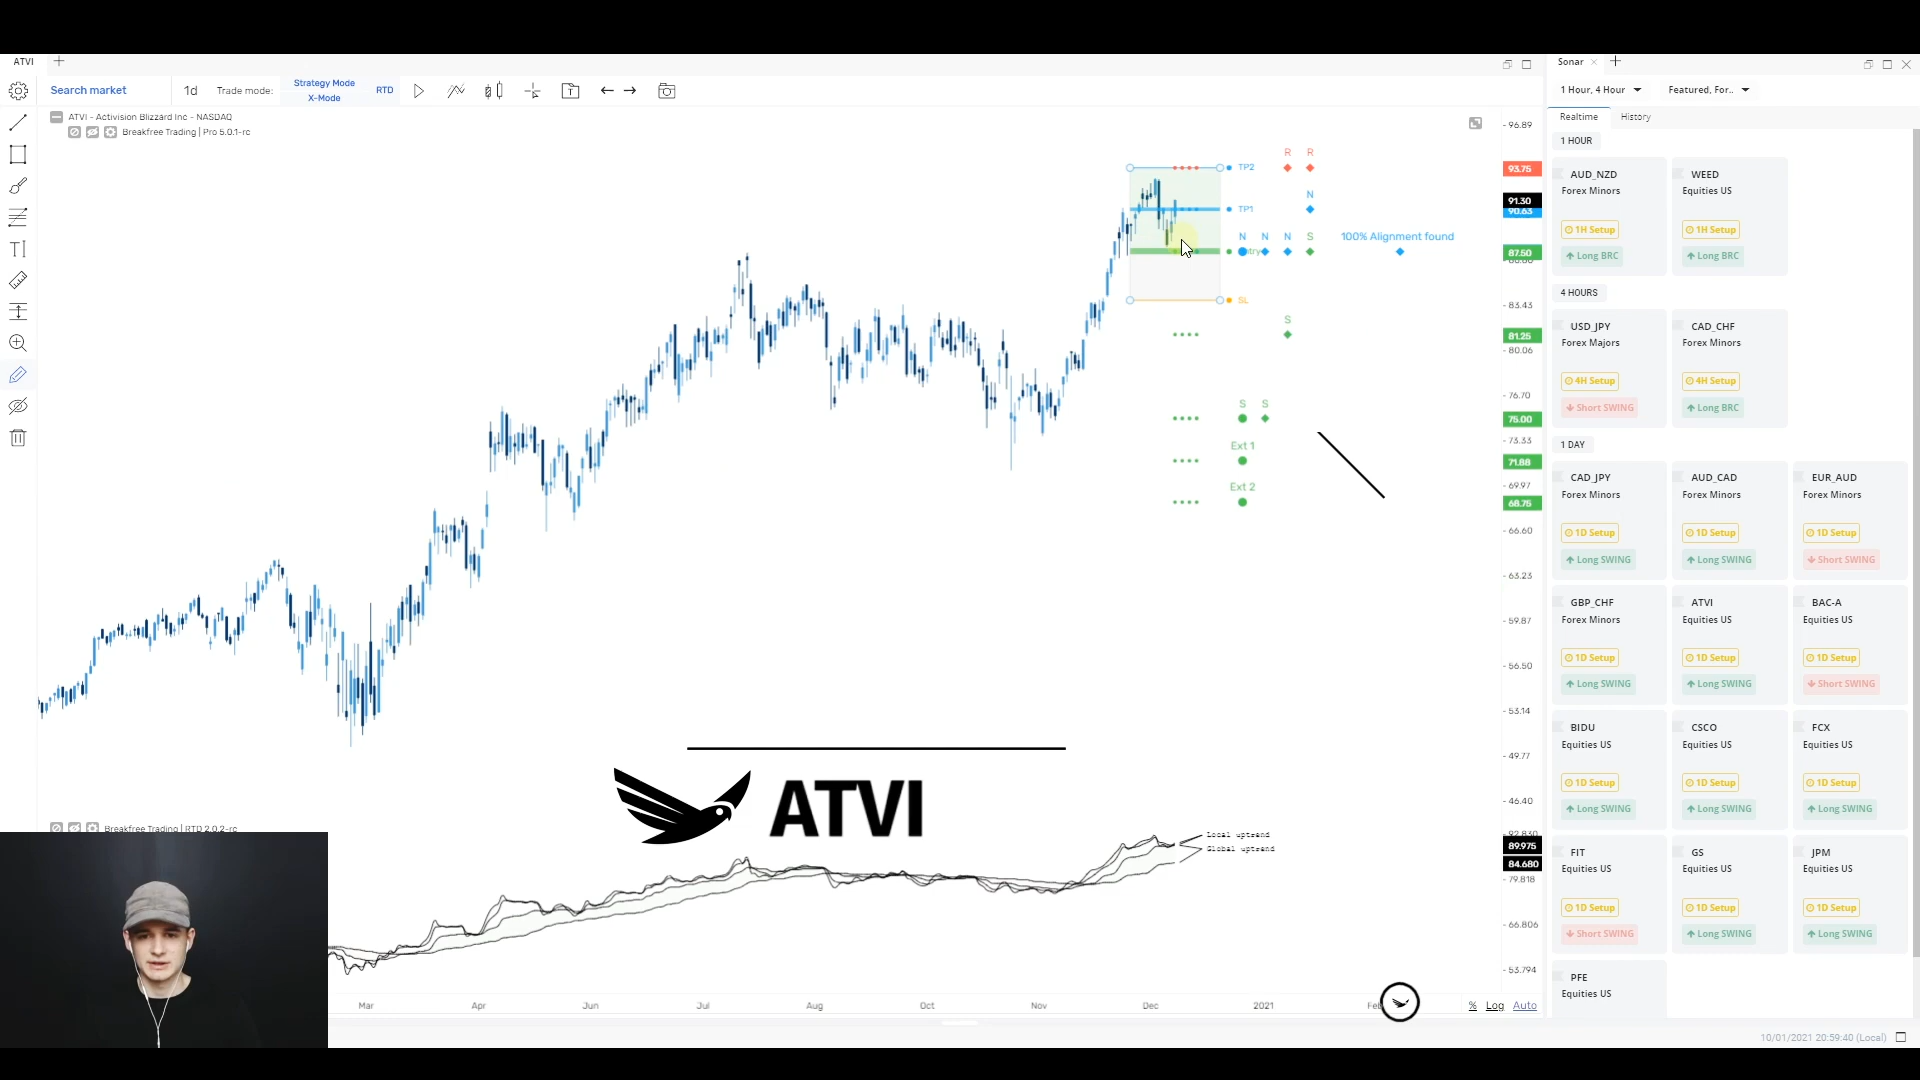 ATVI
Sonar
Search market
1d
Trade mode:
Strategy Mode
X-Mode
RTD
1 Hour, 4 Hour
Featured, For..
Realtime
History
ATVI - Activision Blizzard Inc - NASDAQ
Breakfree Trading | Pro 5.0.1-rc
96.89
93.75
91.30
90.63
87.50
83.43
81.25
80.06
76.70
75.00
73.33
71.88
69.97
68.75
66.60
63.23
59.87
56.50
53.14
49.77
46.40
TP2
R R
N
TP1
N N N S
100% Alignment found
SL
S
S S
Ext 1
Ext 2
ATVI
Breakfree Trading | RTD 2.0.2-rc
Local uptrend
Global uptrend
92.830
89.975
84.680
79.818
66.806
53.794
Mar
Apr
Jun
Jul
Aug
Oct
Nov
Dec
2021
% Log Auto
1 HOUR
AUD_NZD
Forex Minors
1H Setup
Long BRC
WEED
Equities US
1H Setup
Long BRC
4 HOURS
USD_JPY
Forex Majors
4H Setup
Short SWING
CAD_CHF
Forex Minors
4H Setup
Long BRC
1 DAY
CAD_JPY
Forex Minors
1D Setup
Long SWING
AUD_CAD
Forex Minors
1D Setup
Long SWING
EUR_AUD
Forex Minors
1D Setup
Short SWING
GBP_CHF
Forex Minors
1D Setup
Long SWING
ATVI
Equities US
1D Setup
Long SWING
BAC-A
Equities US
1D Setup
Short SWING
BIDU
Equities US
1D Setup
Long SWING
CSCO
Equities US
1D Setup
Long SWING
FCX
Equities US
1D Setup
Long SWING
FIT
Equities US
1D Setup
Short SWING
GS
Equities US
1D Setup
Long SWING
JPM
Equities US
1D Setup
Long SWING
PFE
Equities US
10/01/2021 20:59:40 (Local)